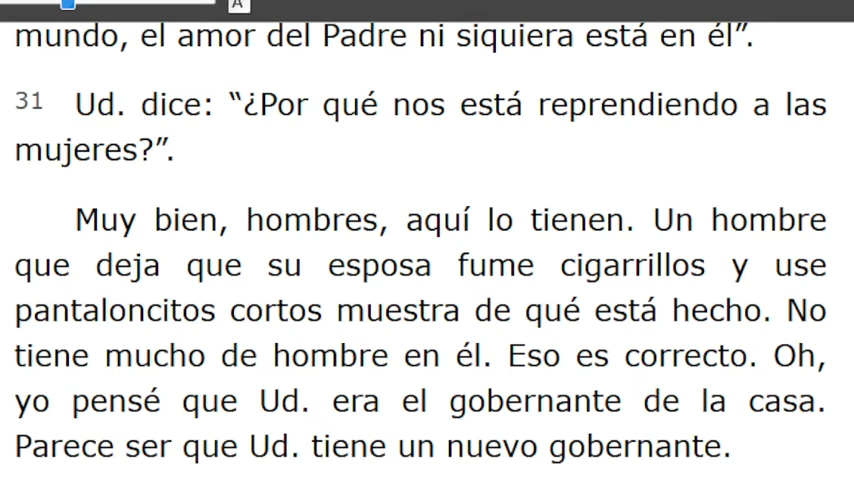 A
mundo, el amor del Padre ni siquiera está en él”.
31 Ud. dice: “¿Por qué nos está reprendiendo a las
mujeres?”.
Muy bien, hombres, aquí lo tienen. Un hombre
que deja que su esposa fume cigarrillos y use
pantaloncitos cortos muestra de qué está hecho. No
tiene mucho de hombre en él. Eso es correcto. Oh,
yo pensé que Ud. era el gobernante de la casa.
Parece ser que Ud. tiene un nuevo gobernante.